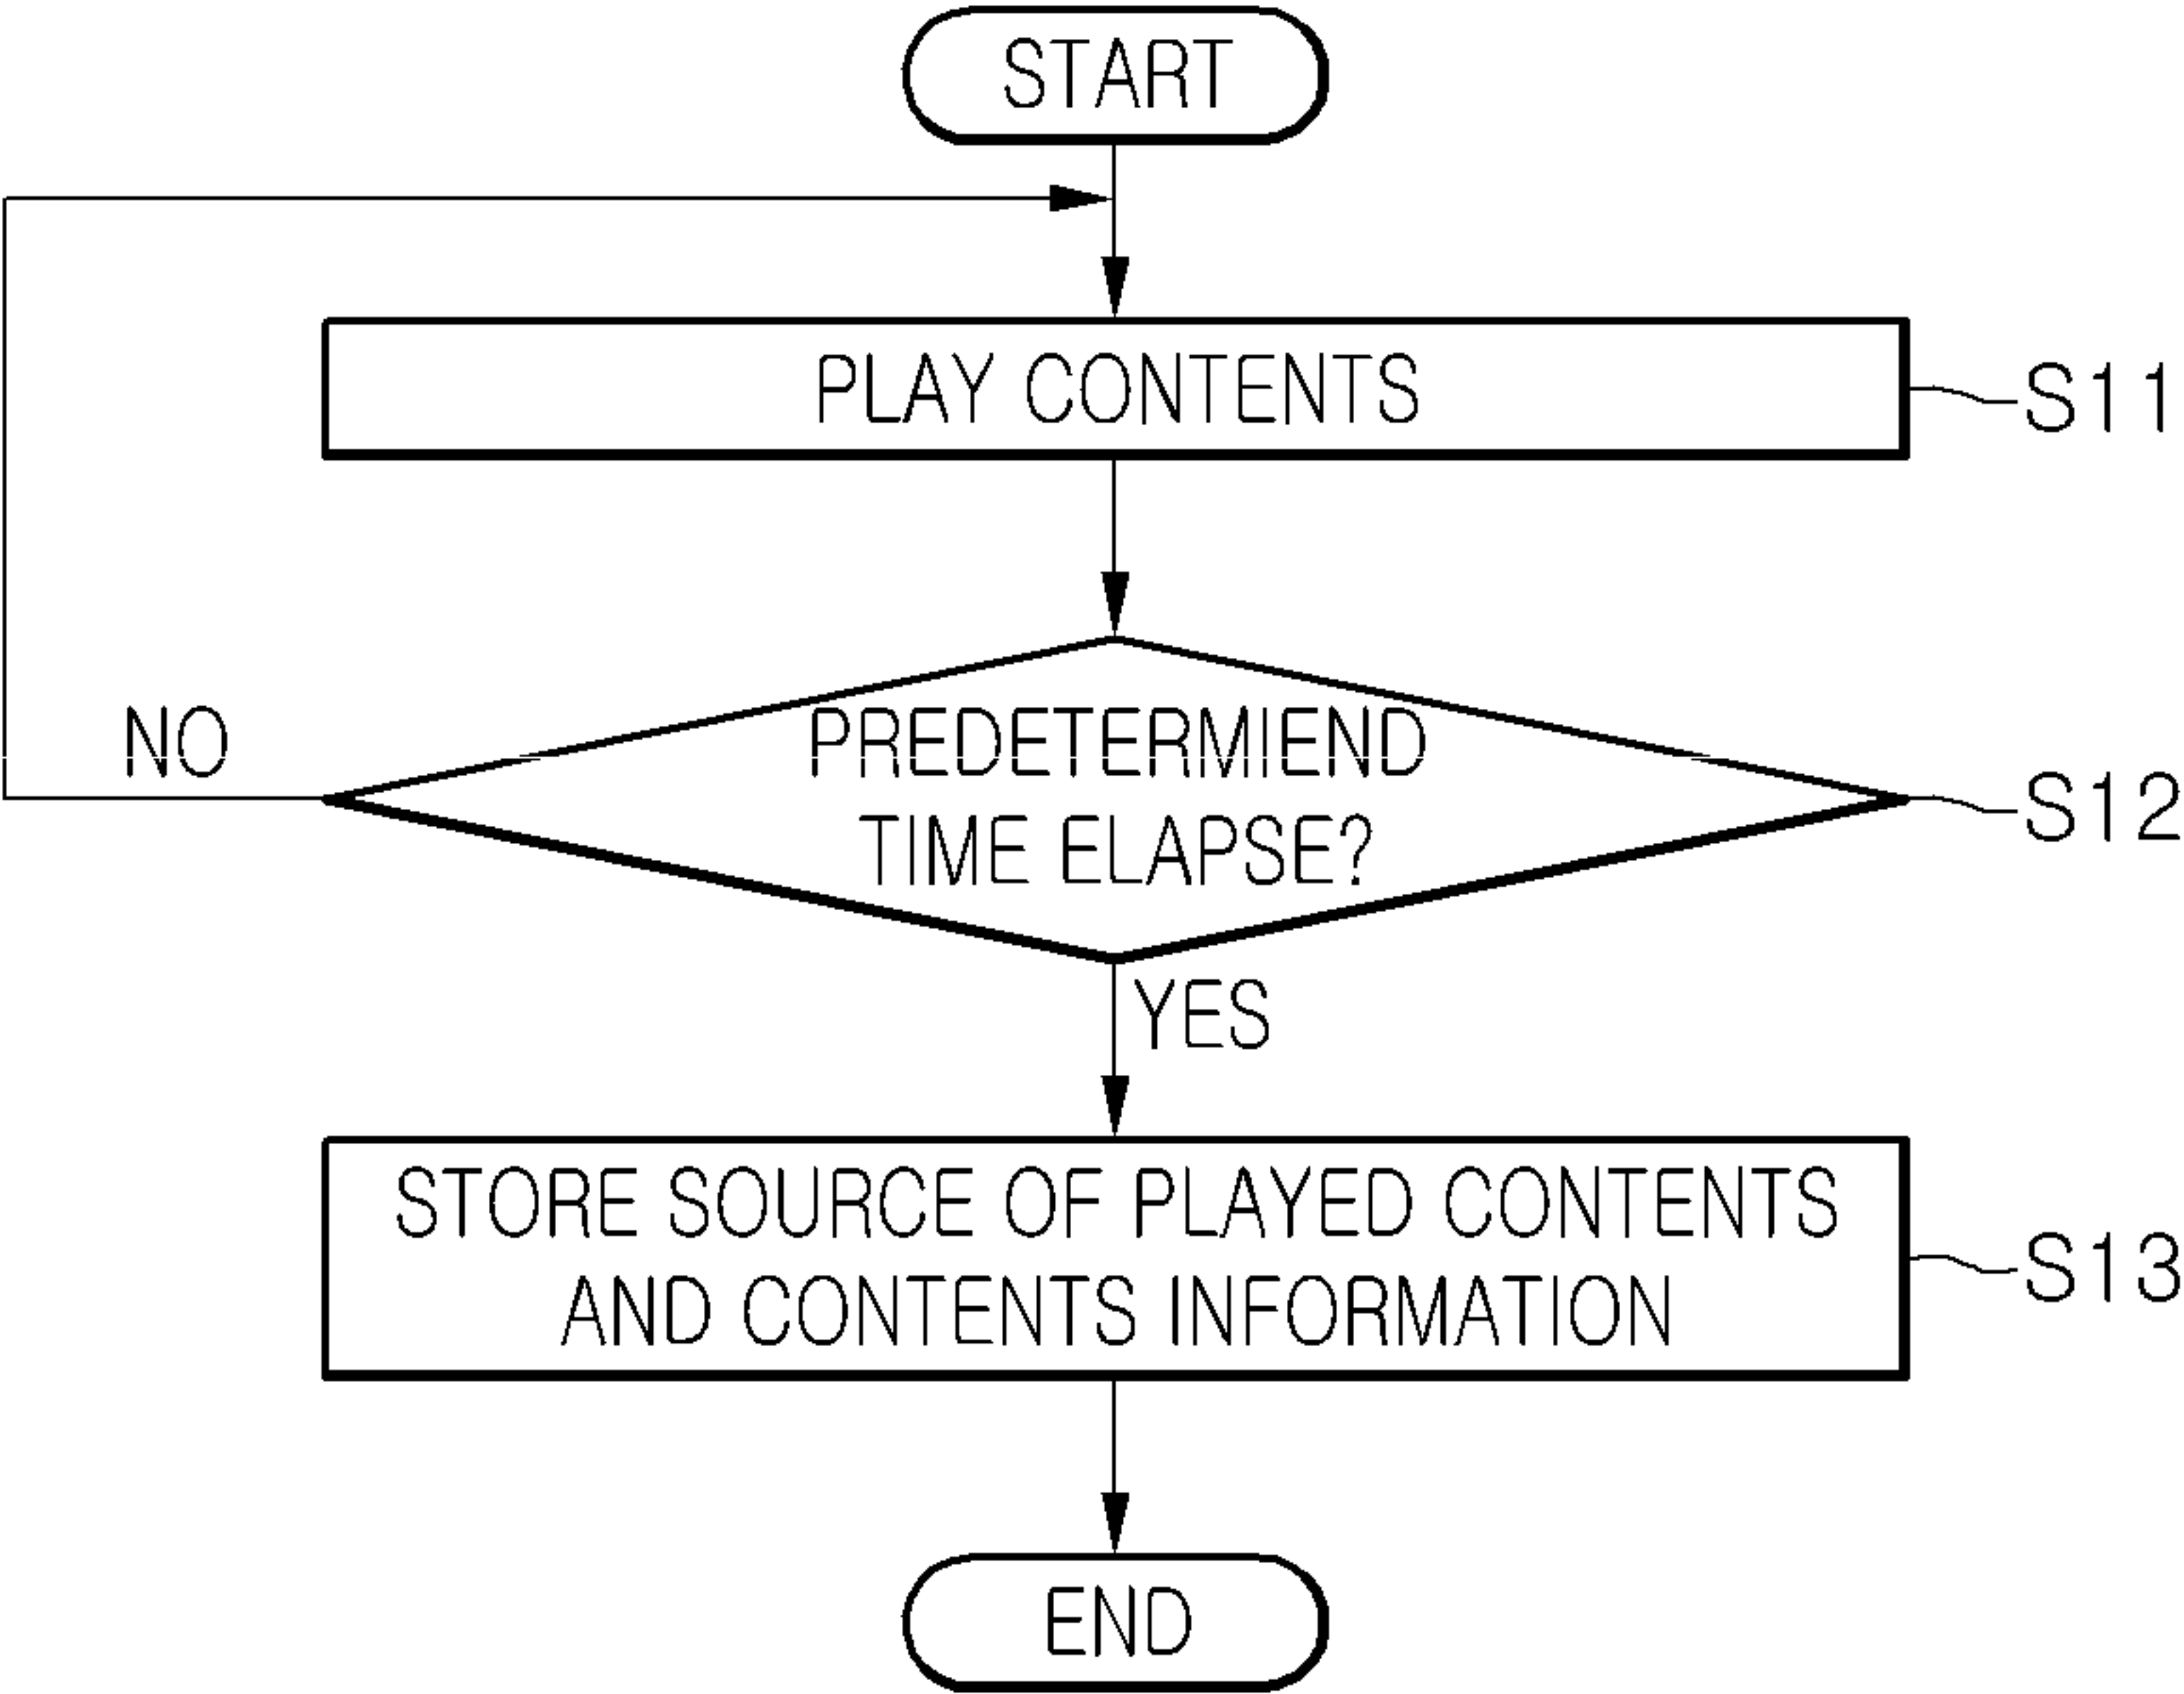 START
PLAY CONTENTS
S11
NO
PREDETERMIEND
TIME ELAPSE?
S12
YES
STORE SOURCE OF PLAYED CONTENTS
AND CONTENTS INFORMATION
S13
END